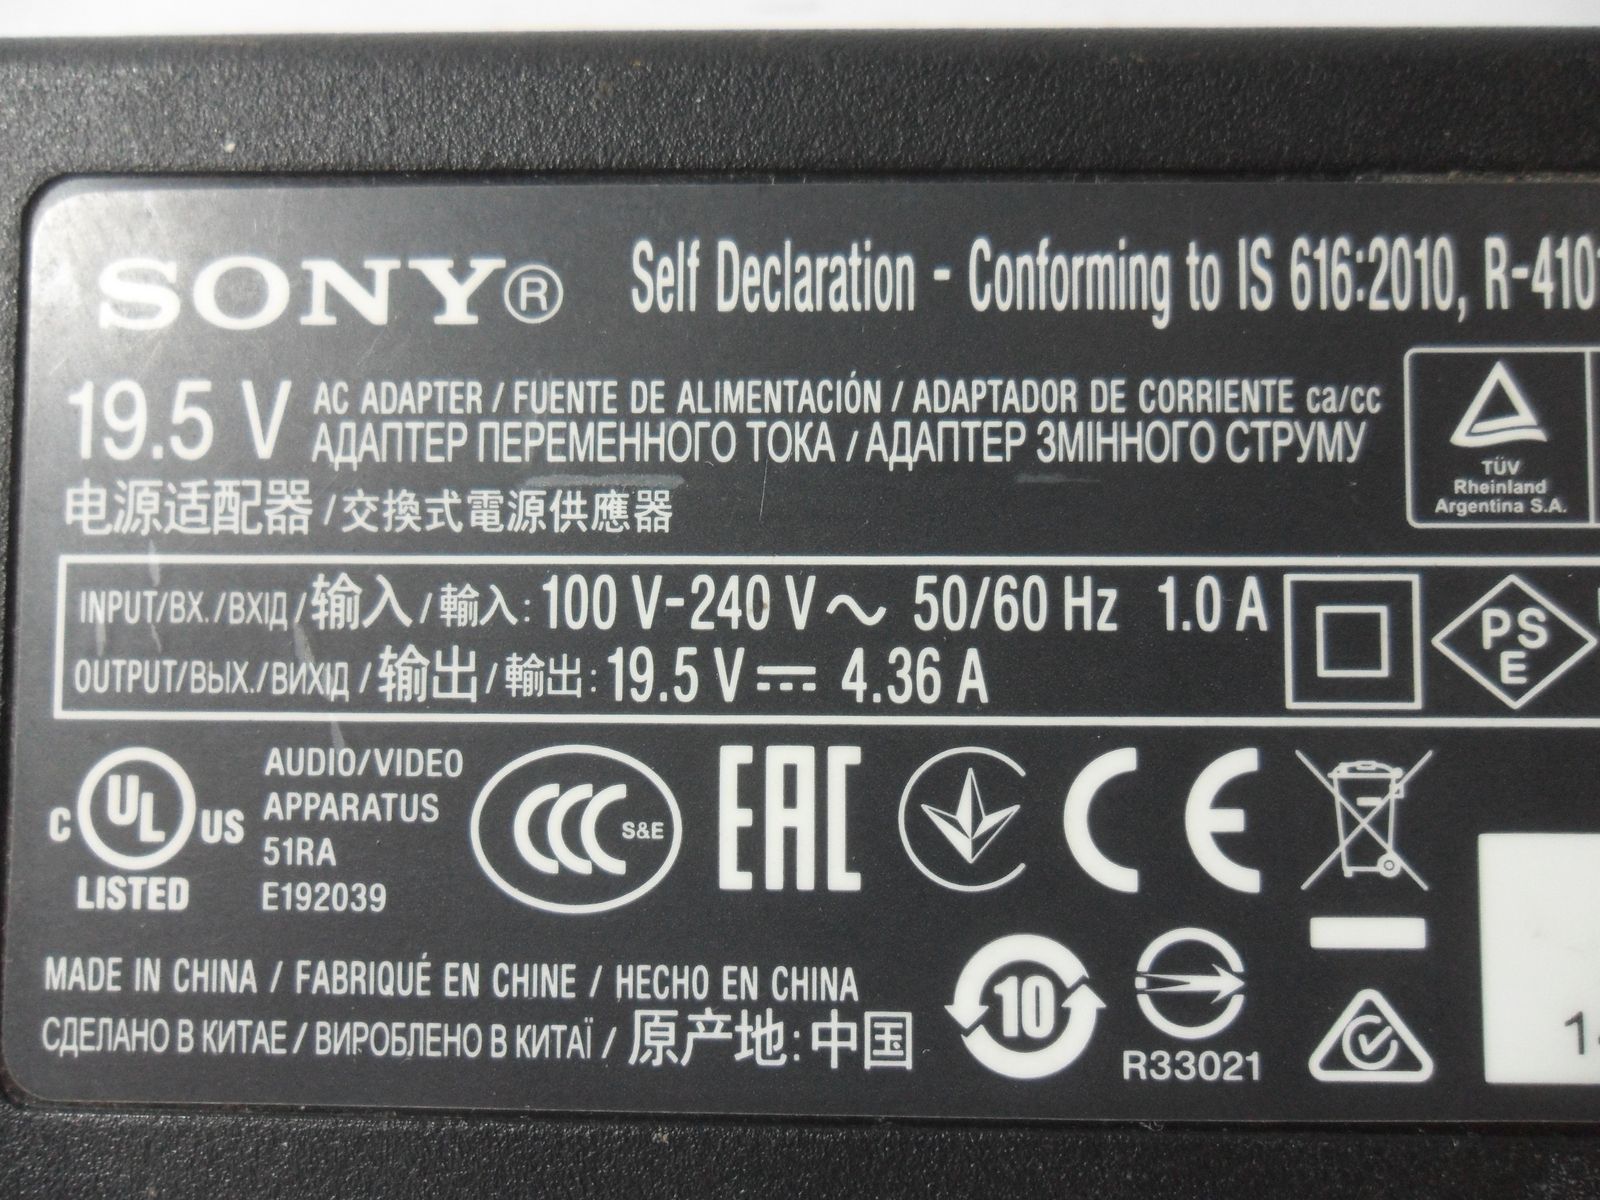 SONY® Self Declaration - Conforming to IS 616:2010,
19.5 V AC ADAPTER / FUENTE DE ALIMENTACIÓN / ADAPTADOR DE CORRIENTE ca/cc
АДАПТЕР ПЕРЕМЕННОГО ТОКА / АДАПТЕР ЗМІННОГО СТРУМУ
电源适配器 / 交換式電源供應器
TÜV
Rheinland
Argentina S.A.
INPUT/ВХ./ВХІД / 输入 / 輸入: 100 V-240 V ~ 50/60 Hz 1.0 A
OUTPUT/ВЫХ./ВИХІД / 输出 / 輸出: 19.5 V ⎓ 4.36 A
PS
E
C UL US
LISTED
AUDIO/VIDEO
APPARATUS
51RA
E192039
CCC S&E
EAC
CE
MADE IN CHINA / FABRIQUÉ EN CHINE / HECHO EN CHINA
СДЕЛАНО В КИТАЕ / ВИРОБЛЕНО В КИТАЇ / 原产地: 中国
10
R33021